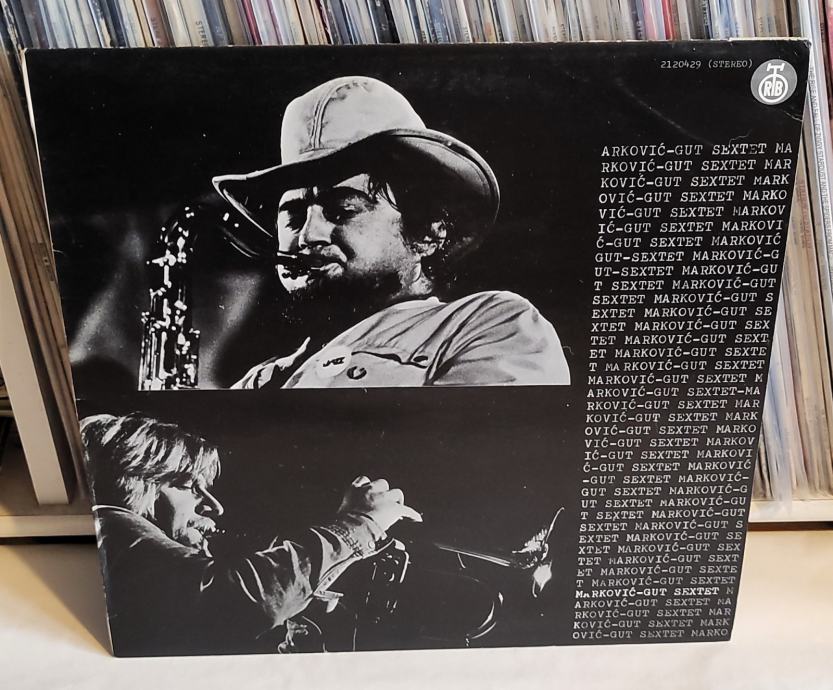 2120429 (STEREO)
RTB
ARKOVIĆ-GUT SEXTET MA
RKOVIĆ-GUT SEXTET MAR
KOVIĆ-GUT SEXTET MARK
OVIĆ-GUT SEXTET MARKO
VIĆ-GUT SEXTET MARKOV
IĆ-GUT SEXTET MARKOVI
Ć-GUT SEXTET MARKOVIĆ
GUT-SEXTET MARKOVIĆ-G
UT-SEXTET MARKOVIĆ-GU
T SEXTET MARKOVIĆ-GUT
SEXTET MARKOVIĆ-GUT S
EXTET MARKOVIĆ-GUT SE
XTET MARKOVIĆ-GUT SEX
TET MARKOVIĆ-GUT SEXT
ET MARKOVIĆ-GUT SEXTE
T MARKOVIĆ-GUT SEXTET
MARKOVIĆ-GUT SEXTET M
ARKOVIĆ-GUT SEXTET-MA
RKOVIĆ-GUT SEXTET MAR
KOVIĆ-GUT SEXTET MARK
OVIĆ-GUT SEXTET MARKO
VIĆ-GUT SEXTET MARKOV
IĆ-GUT SEXTET MARKOVI
Ć-GUT SEXTET MARKOVIĆ
-GUT SEXTET MARKOVIĆ-
GUT SEXTET MARKOVIĆ-G
UT SEXTET MARKOVIĆ-GU
T SEXTET MARKOVIĆ-GUT
SEXTET MARKOVIĆ-GUT S
EXTET MARKOVIĆ-GUT SE
XTET MARKOVIĆ-GUT SEX
TET MARKOVIĆ-GUT SEXT
ET MARKOVIĆ-GUT SEXTE
T MARKOVIĆ-GUT SEXTET
MARKOVIĆ-GUT SEXTET M
ARKOVIĆ-GUT SEXTET MA
RKOVIĆ-GUT SEXTET MAR
KOVIĆ-GUT SEXTET MARK
OVIĆ-GUT SEXTET MARKO